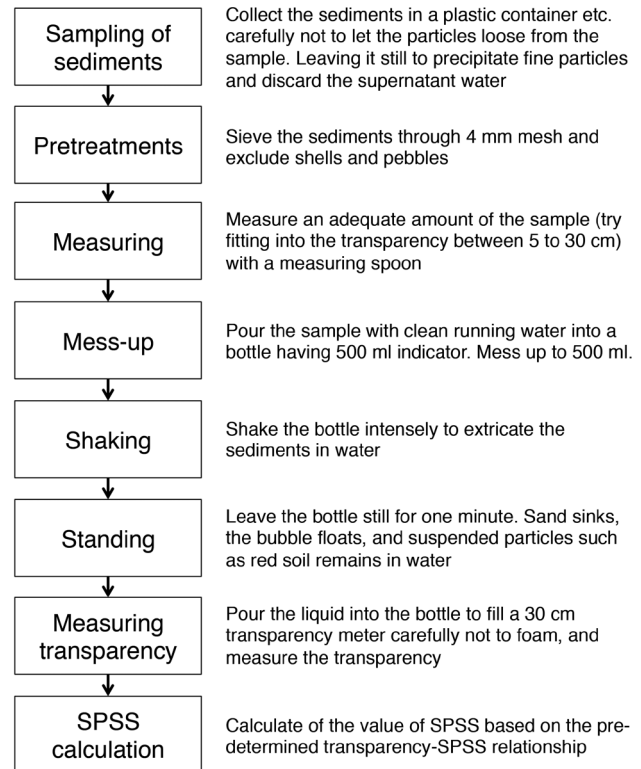 Sampling of
sediments
Collect the sediments in a plastic container etc.
carefully not to let the particles loose from the
sample. Leaving it still to precipitate fine particles
and discard the supernatant water
Pretreatments
Sieve the sediments through 4 mm mesh and
exclude shells and pebbles
Measuring
Measure an adequate amount of the sample (try
fitting into the transparency between 5 to 30 cm)
with a measuring spoon
Mess-up
Pour the sample with clean running water into a
bottle having 500 ml indicator. Mess up to 500 ml.
Shaking
Shake the bottle intensely to extricate the
sediments in water
Standing
Leave the bottle still for one minute. Sand sinks,
the bubble floats, and suspended particles such
as red soil remains in water
Measuring
transparency
Pour the liquid into the bottle to fill a 30 cm
transparency meter carefully not to foam, and
measure the transparency
SPSS
calculation
Calculate of the value of SPSS based on the pre-
determined transparency-SPSS relationship